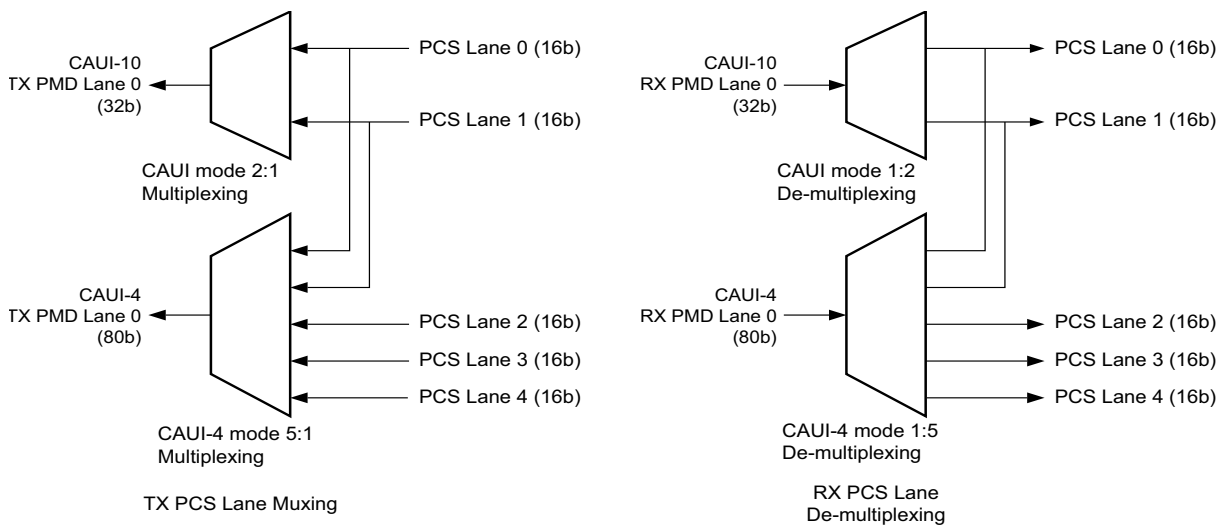 CAUI-10
TX PMD Lane 0
(32b)
PCS Lane 0 (16b)
PCS Lane 1 (16b)
CAUI mode 2:1
Multiplexing
CAUI-4
TX PMD Lane 0
(80b)
PCS Lane 2 (16b)
PCS Lane 3 (16b)
PCS Lane 4 (16b)
CAUI-4 mode 5:1
Multiplexing
TX PCS Lane Muxing
CAUI-10
RX PMD Lane 0
(32b)
PCS Lane 0 (16b)
PCS Lane 1 (16b)
CAUI mode 1:2
De-multiplexing
CAUI-4
RX PMD Lane 0
(80b)
PCS Lane 2 (16b)
PCS Lane 3 (16b)
PCS Lane 4 (16b)
CAUI-4 mode 1:5
De-multiplexing
RX PCS Lane
De-multiplexing